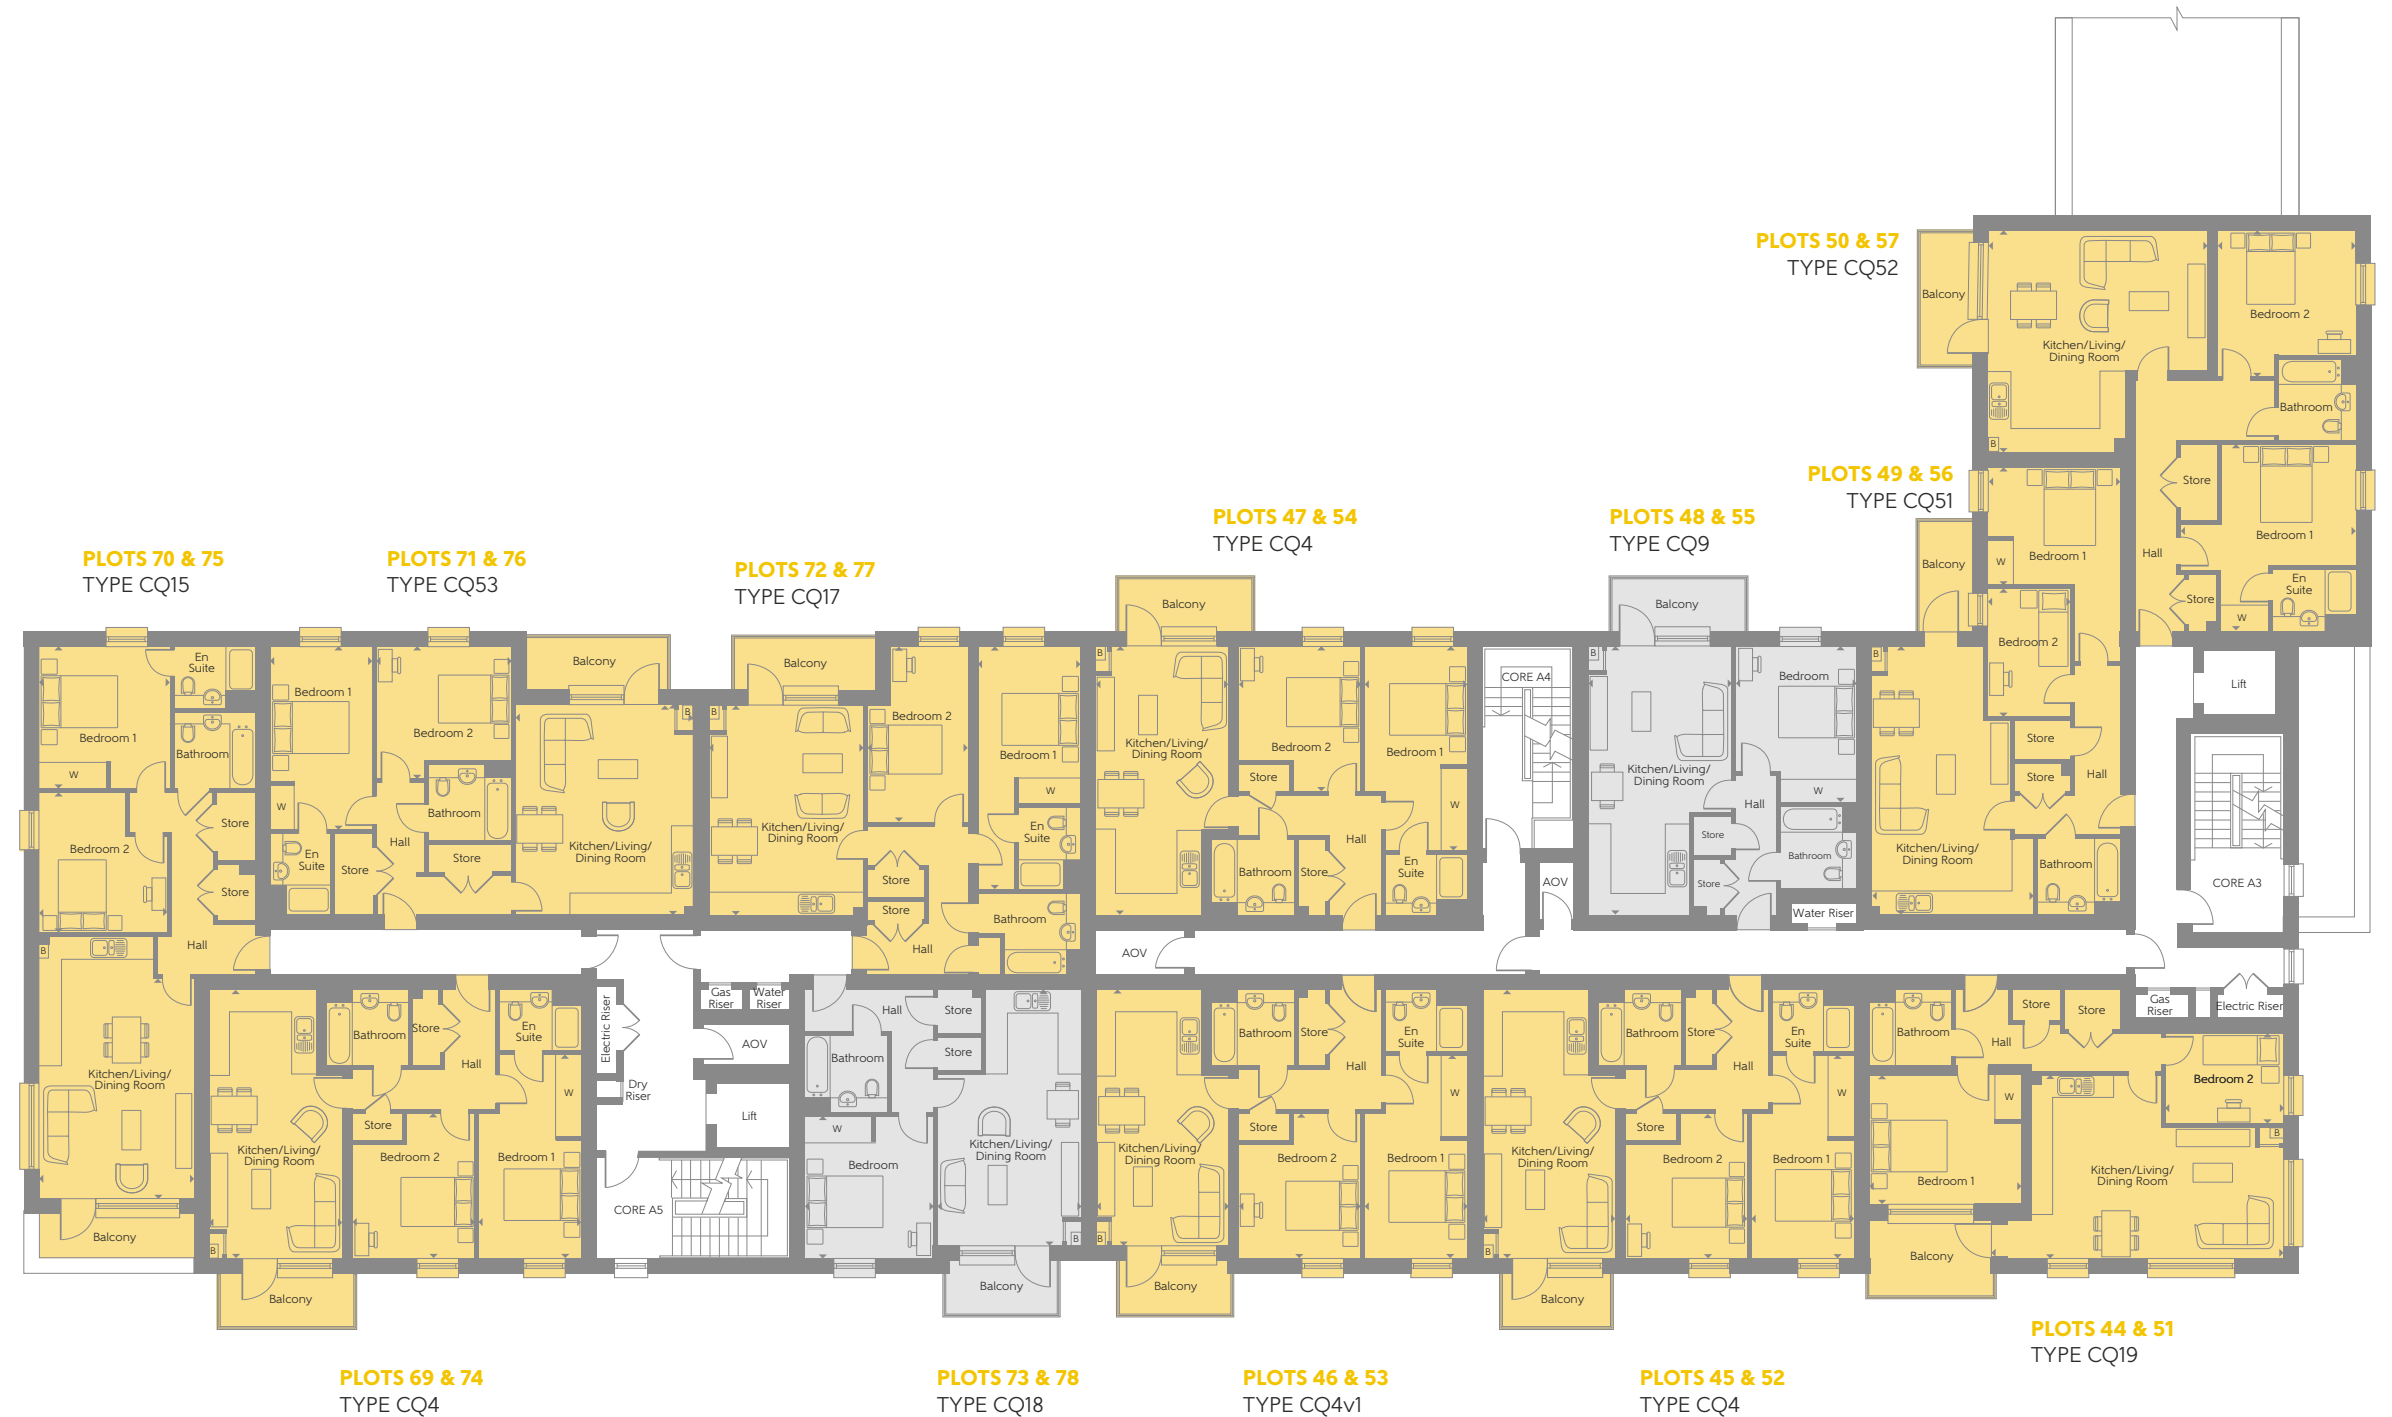 PLOTS 50 & 57
TYPE CQ52
Balcony
Kitchen/Living/
Dining Room
B
Bedroom 2
Bathroom
Store
Bedroom 1
Hall
Store
En
Suite
W
PLOTS 49 & 56
TYPE CQ51
Balcony
Bedroom 1
W
Bedroom 2
B
Store
Store
Hall
Kitchen/Living/
Dining Room
Bathroom
PLOTS 48 & 55
TYPE CQ9
Balcony
B
Bedroom
Kitchen/Living/
Dining Room
W
Hall
Store
Bathroom
Store
Water Riser
PLOTS 47 & 54
TYPE CQ4
Balcony
B
Kitchen/Living/
Dining Room
Bedroom 2
Bedroom 1
Store
W
Hall
Bathroom
Store
En
Suite
PLOTS 72 & 77
TYPE CQ17
Balcony
B
Bedroom 2
Bedroom 1
W
Kitchen/Living/
Dining Room
En
Suite
Store
Store
Bathroom
Hall
PLOTS 71 & 76
TYPE CQ53
Balcony
Bedroom 1
Bedroom 2
B
W
Bathroom
Hall
En
Suite
Store
Store
Kitchen/Living/
Dining Room
PLOTS 70 & 75
TYPE CQ15
En
Suite
Bedroom 1
Bathroom
W
Store
Bedroom 2
Store
Hall
B
Kitchen/Living/
Dining Room
Balcony
CORE A4
AOV
AOV
Lift
CORE A3
Gas
Riser
Electric Riser
Gas
Riser
Water
Riser
Electric Riser
AOV
Dry
Riser
Lift
CORE A5
Bathroom
Store
En
Suite
Hall
W
Store
Kitchen/Living/
Dining Room
Bedroom 2
Bedroom 1
B
Balcony
PLOTS 69 & 74
TYPE CQ4
Hall
Store
Store
Bathroom
W
Bedroom
Kitchen/Living/
Dining Room
B
Balcony
PLOTS 73 & 78
TYPE CQ18
Bathroom
Store
En
Suite
Hall
W
Store
Kitchen/Living/
Dining Room
Bedroom 2
Bedroom 1
B
Balcony
PLOTS 46 & 53
TYPE CQ4v1
Bathroom
Store
En
Suite
Hall
W
Store
Kitchen/Living/
Dining Room
Bedroom 2
Bedroom 1
B
Balcony
PLOTS 45 & 52
TYPE CQ4
Bathroom
Store
Store
Hall
Bedroom 2
W
B
Bedroom 1
Kitchen/Living/
Dining Room
Balcony
PLOTS 44 & 51
TYPE CQ19